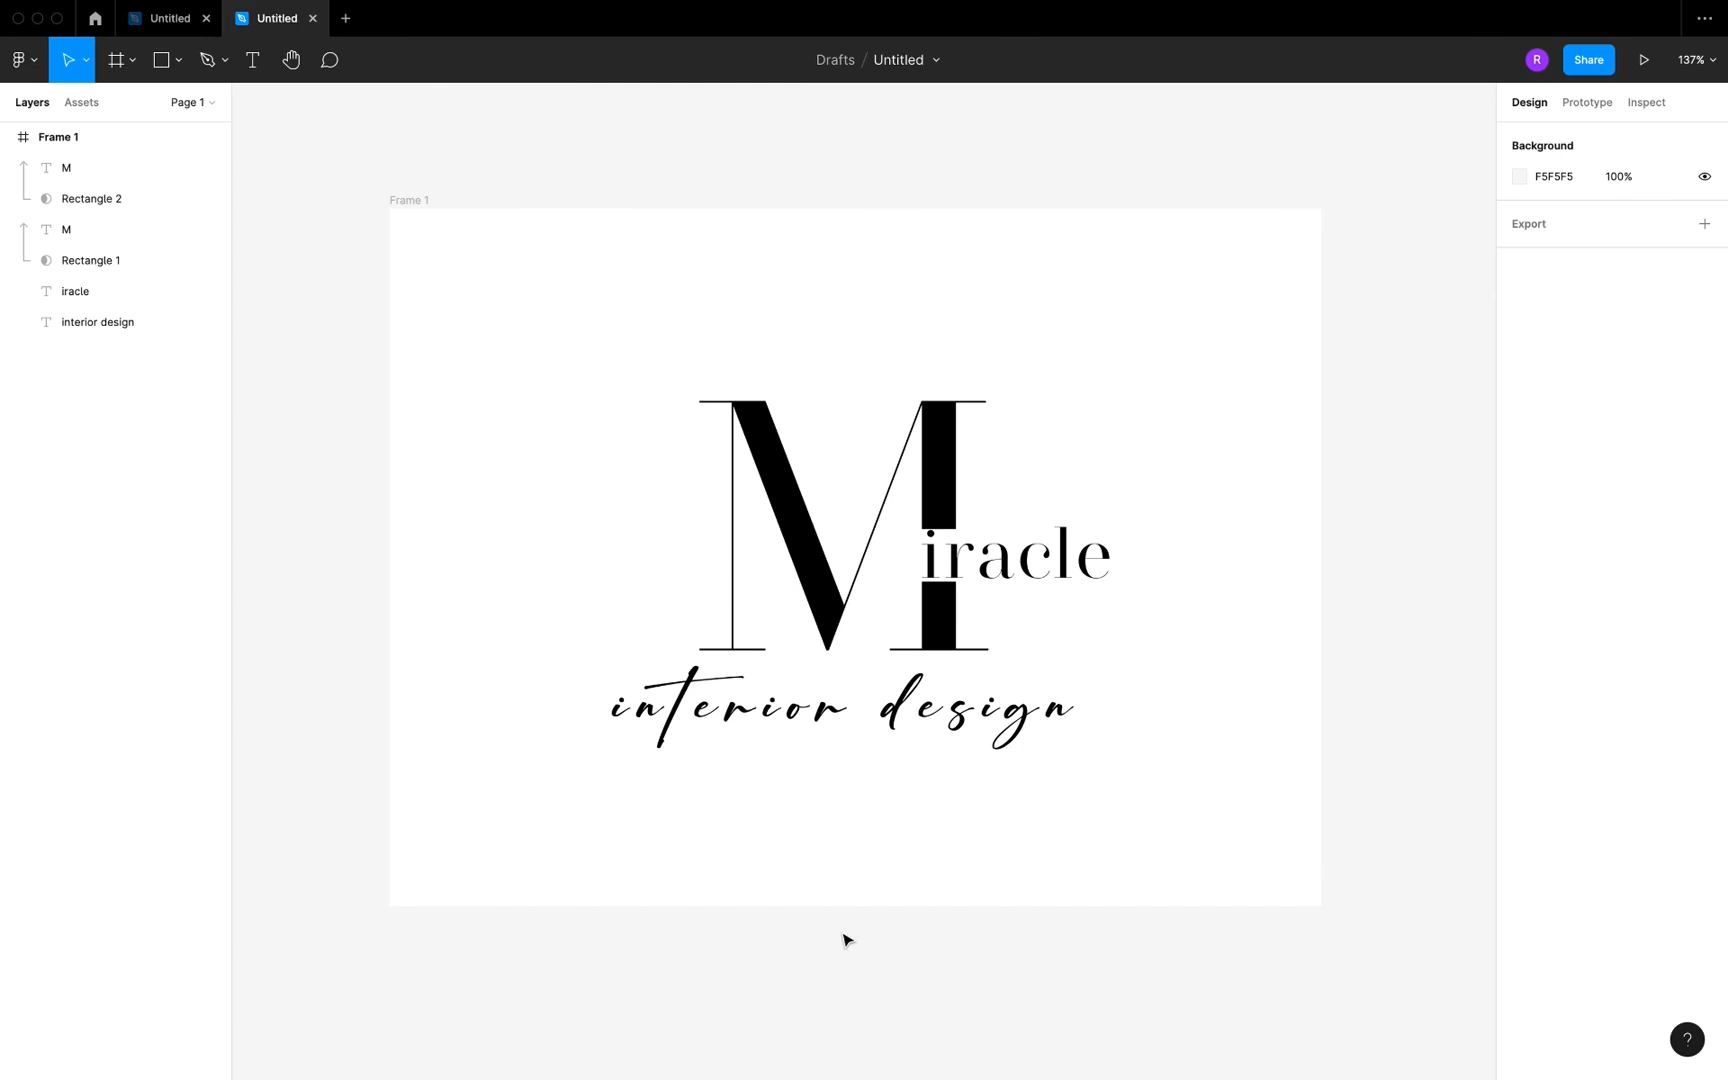 Untitled
Untitled
Drafts / Untitled
R
Share
137%
Layers
Assets
Page 1
Design
Prototype
Inspect
Frame 1
M
Rectangle 2
M
Rectangle 1
iracle
interior design
Background
F5F5F5
100%
Export
Frame 1
M
iracle
interior design
?